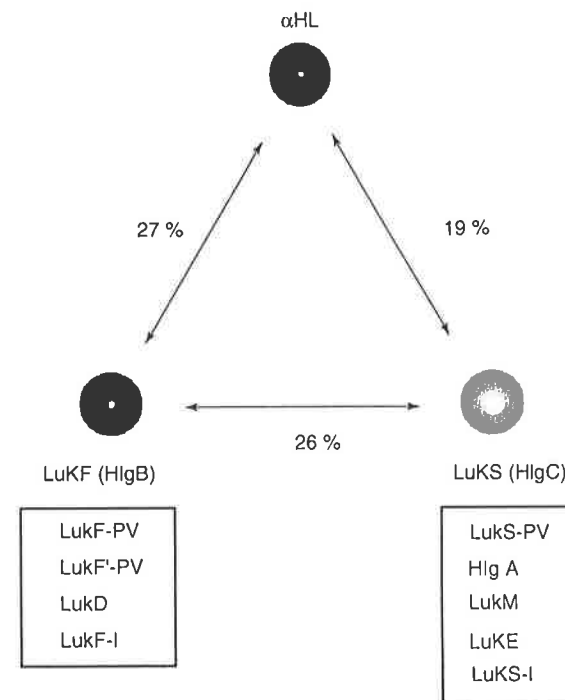 αHL
27 %
19 %
26 %
LuKF (HlgB)
LuKS (HlgC)
LukF-PV
LukF'-PV
LukD
LukF-I
LukS-PV
Hlg A
LukM
LuKE
LuKS-I